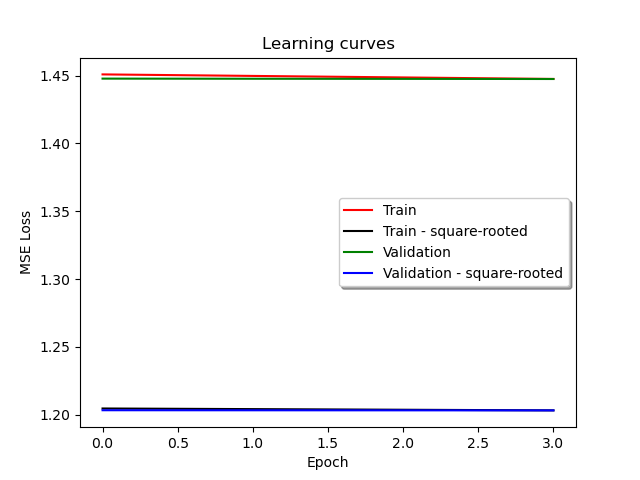 Learning curves
1.45
1.40
1.35
1.30
1.25
1.20
MSE Loss
Train
Train - square-rooted
Validation
Validation - square-rooted
0.0 0.5 1.0 1.5 2.0 2.5 3.0
Epoch